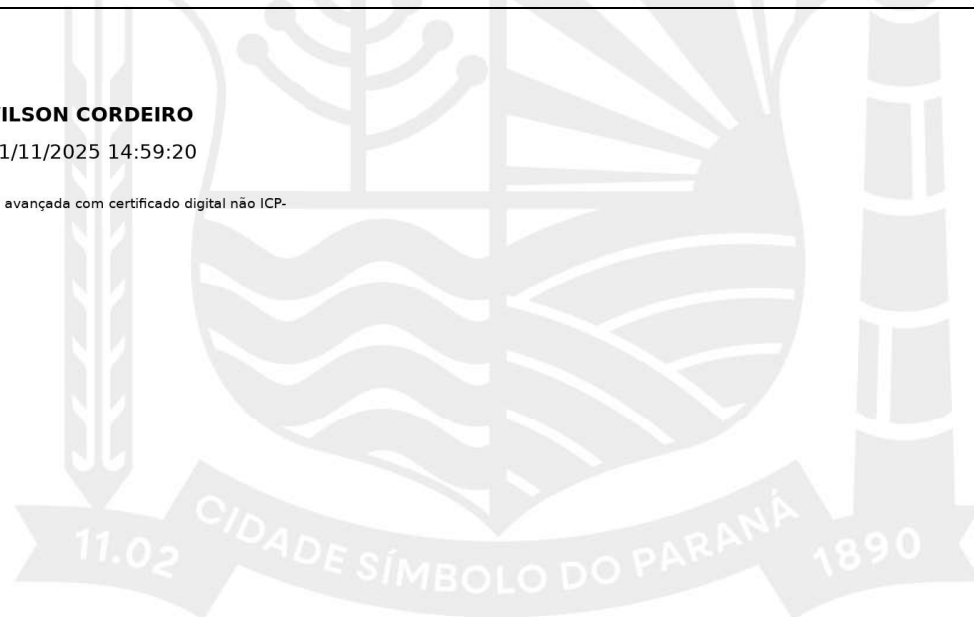 ILSON CORDEIRO
1/11/2025 14:59:20
avançada com certificado digital não ICP-
11.02
CIDADE SÍMBOLO DO PARANÁ
1890